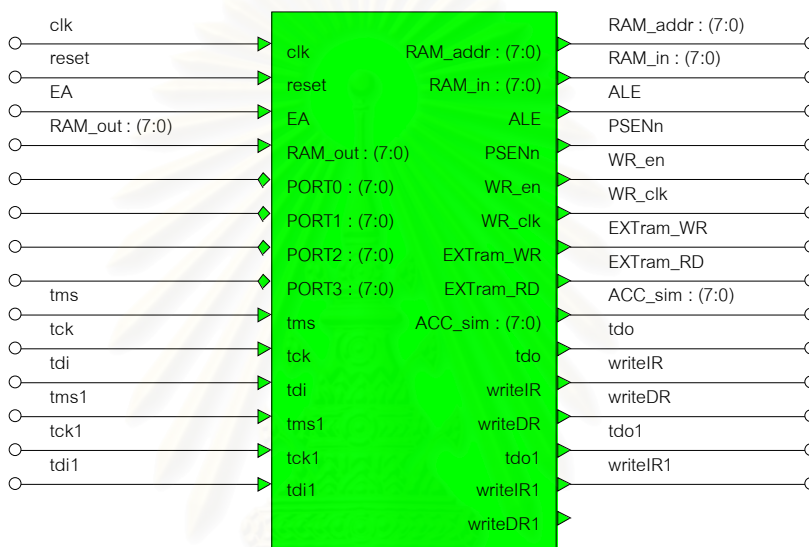 clk
reset
EA
RAM_out : (7:0)
tms
tck
tdi
tms1
tck1
tdi1
clk
reset
EA
RAM_out : (7:0)
PORT0 : (7:0)
PORT1 : (7:0)
PORT2 : (7:0)
PORT3 : (7:0)
tms
tck
tdi
tms1
tck1
tdi1
RAM_addr : (7:0)
RAM_in : (7:0)
ALE
PSENn
WR_en
WR_clk
EXTram_WR
EXTram_RD
ACC_sim : (7:0)
tdo
writeIR
writeDR
tdo1
writeIR1
writeDR1
RAM_addr : (7:0)
RAM_in : (7:0)
ALE
PSENn
WR_en
WR_clk
EXTram_WR
EXTram_RD
ACC_sim : (7:0)
tdo
writeIR
writeDR
tdo1
writeIR1